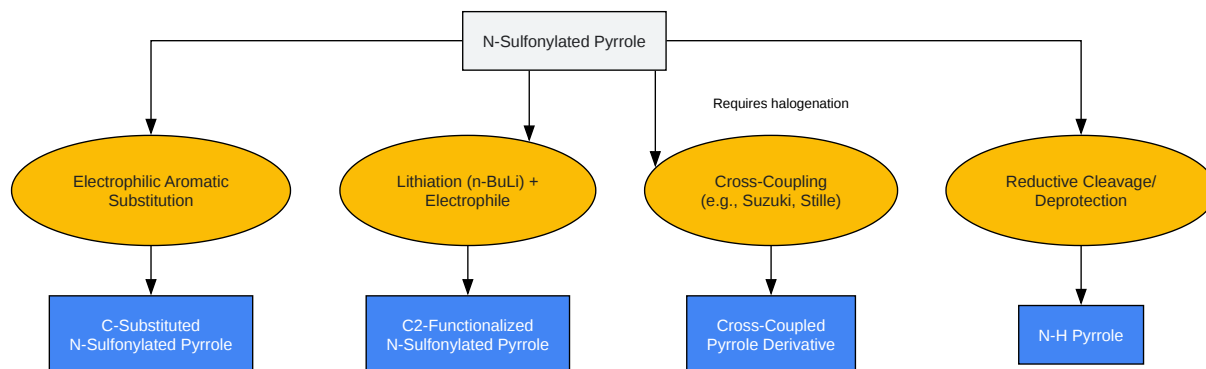 N-Sulfonylated Pyrrole
Requires halogenation
Electrophilic Aromatic
Substitution
Lithiation (n-BuLi) +
Electrophile
Cross-Coupling
(e.g., Suzuki, Stille)
Reductive Cleavage/
Deprotection
C-Substituted
N-Sulfonylated Pyrrole
C2-Functionalized
N-Sulfonylated Pyrrole
Cross-Coupled
Pyrrole Derivative
N-H Pyrrole